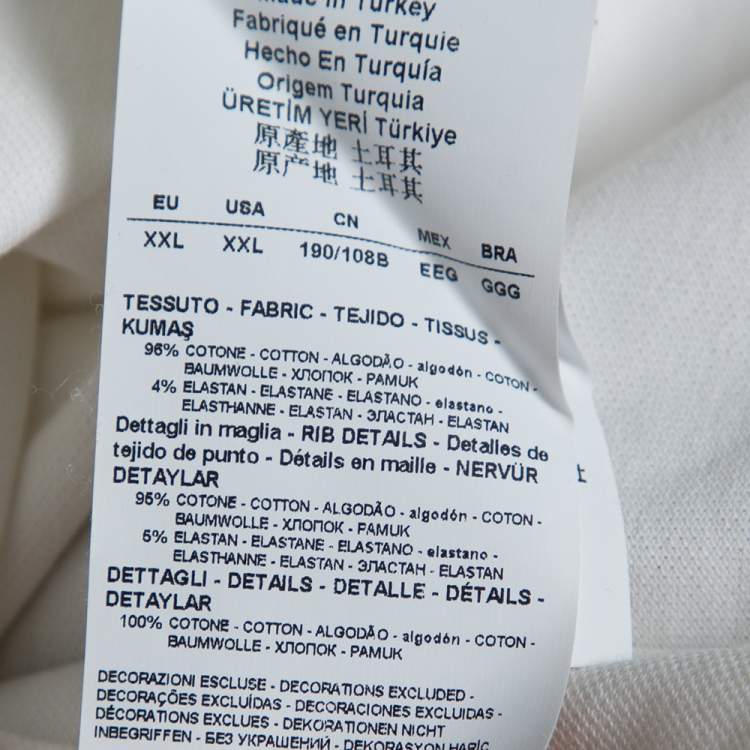 Made in Turkey
Fabriqué en Turquie
Hecho En Turquía
Origem Turquia
ÜRETİM YERİ Türkiye
原產地 土耳其
原产地 土耳其
EU USA CN MEX BRA
XXL XXL 190/108B EEG GGG
TESSUTO - FABRIC - TEJIDO - TISSUS -
KUMAŞ
96% COTONE - COTTON - ALGODÃO - algodón - COTON -
BAUMWOLLE - ХЛОПОК - PAMUK
4% ELASTAN - ELASTANE - ELASTANO - elastano -
ELASTHANNE - ELASTAN - ЭЛАСТАН - ELASTAN
Dettagli in maglia - RIB DETAILS - Detalles de
tejido de punto - Détails en maille - NERVÜR
DETAYLAR
95% COTONE - COTTON - ALGODÃO - algodón - COTON -
BAUMWOLLE - ХЛОПОК - PAMUK
5% ELASTAN - ELASTANE - ELASTANO - elastano -
ELASTHANNE - ELASTAN - ЭЛАСТАН - ELASTAN
DETTAGLI - DETAILS - DETALLE - DÉTAILS -
DETAYLAR
100% COTONE - COTTON - ALGODÃO - algodón - COTON -
BAUMWOLLE - ХЛОПОК - PAMUK
DECORAZIONI ESCLUSE - DECORATIONS EXCLUDED -
DECORAÇÕES EXCLUÍDAS - DECORACIONES EXCLUIDAS -
DÉCORATIONS EXCLUES - DEKORATIONEN NICHT
INBEGRIFFEN - БЕЗ УКРАШЕНИЙ - DEKORASYON HARİÇ